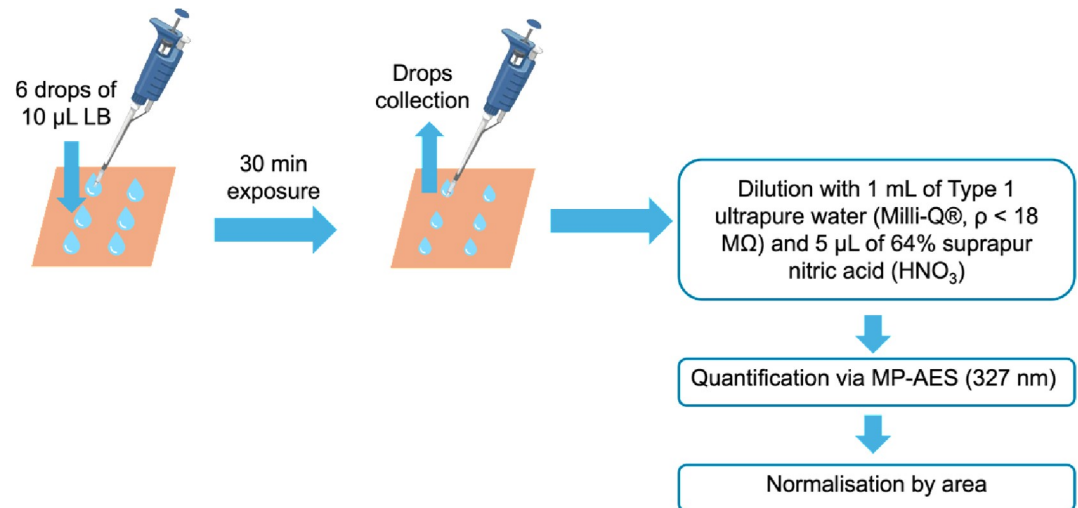 6 drops of
10 µL LB
30 min
exposure
Drops
collection
Dilution with 1 mL of Type 1
ultrapure water (Milli-Q®, ρ < 18
MΩ) and 5 µL of 64% suprapur
nitric acid (HNO₃)
Quantification via MP-AES (327 nm)
Normalisation by area